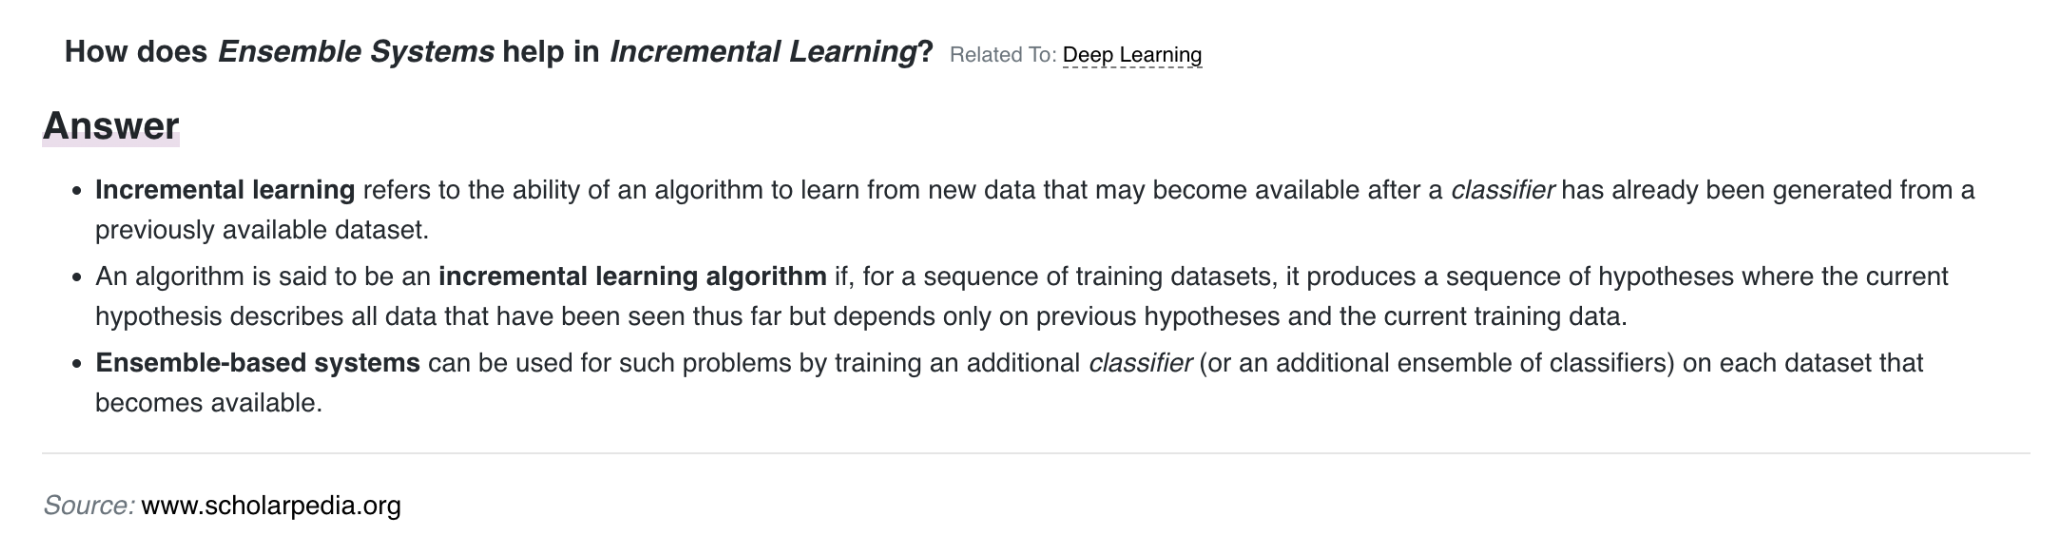 How does Ensemble Systems help in Incremental Learning? Related To: Deep Learning
Answer
• Incremental learning refers to the ability of an algorithm to learn from new data that may become available after a classifier has already been generated from a
previously available dataset.
• An algorithm is said to be an incremental learning algorithm if, for a sequence of training datasets, it produces a sequence of hypotheses where the current
hypothesis describes all data that have been seen thus far but depends only on previous hypotheses and the current training data.
• Ensemble-based systems can be used for such problems by training an additional classifier (or an additional ensemble of classifiers) on each dataset that
becomes available.
Source: www.scholarpedia.org